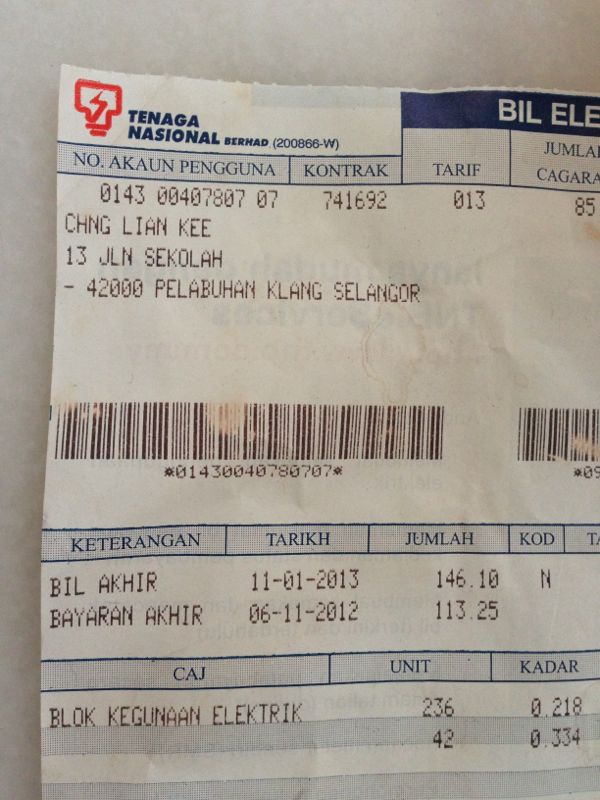 TENAGA
NASIONAL BERHAD (200866-W)
BIL ELE
NO. AKAUN PENGGUNA KONTRAK TARIF JUMLAH
CAGARA
0143 00407807 07 741692 013 85
CHNG LIAN KEE
13 JLN SEKOLAH
- 42000 PELABUHAN KLANG SELANGOR
*01430040780707* *09
KETERANGAN TARIKH JUMLAH KOD TA
BIL AKHIR 11-01-2013 146.10 N
BAYARAN AKHIR 06-11-2012 113.25
CAJ UNIT KADAR
BLOK KEGUNAAN ELEKTRIK 236 0.218
42 0.334